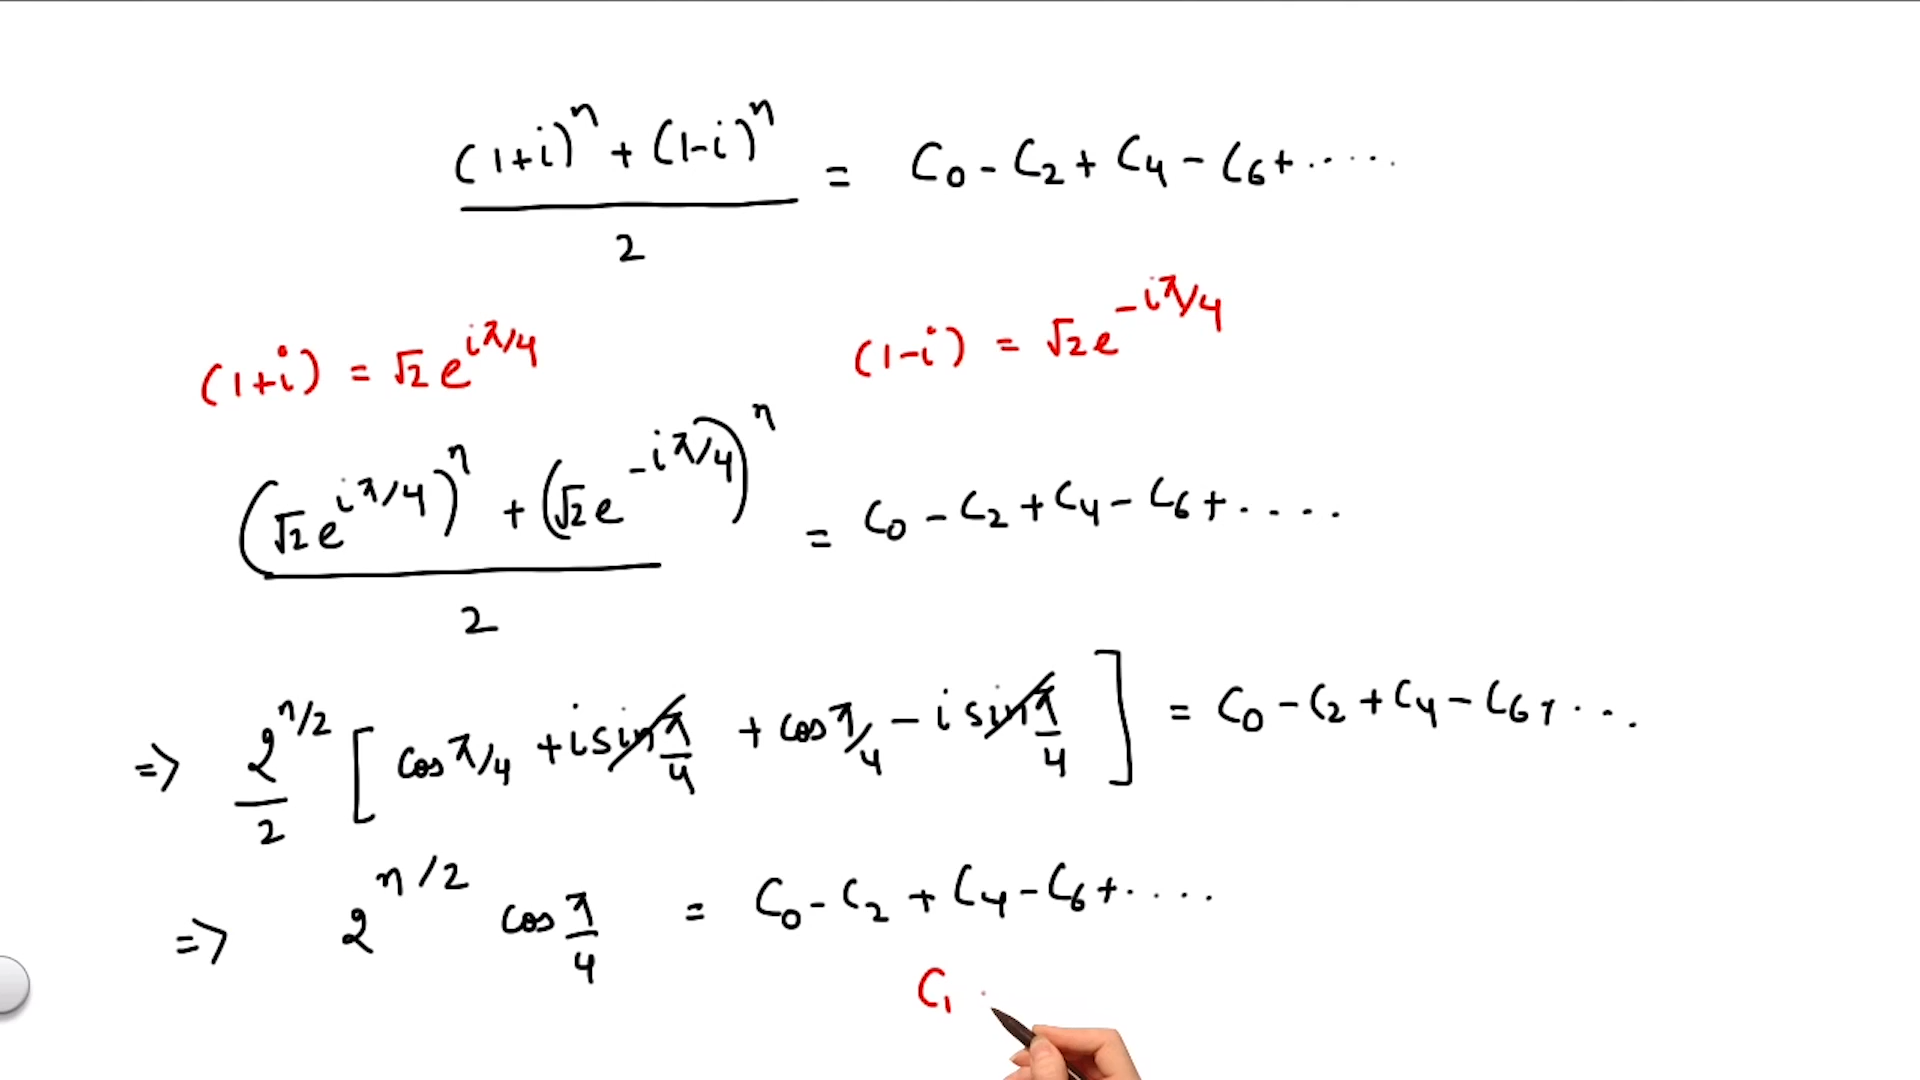 ((1+i)^n + (1-i)^n)/2 = C₀ - C₂ + C₄ - C₆ + .....
(1+i) = √2 e^(iπ/4) (1-i) = √2 e^(-iπ/4)
((√2 e^(iπ/4))^n + (√2 e^(-iπ/4))^n)/2 = C₀ - C₂ + C₄ - C₆ + ....
=> 2^(n/2)/2 [cos π/4 + i sin π/4 + cos π/4 - i sin π/4] = C₀ - C₂ + C₄ - C₆ + ...
=> 2^(n/2) cos π/4 = C₀ - C₂ + C₄ - C₆ + ....
C₁